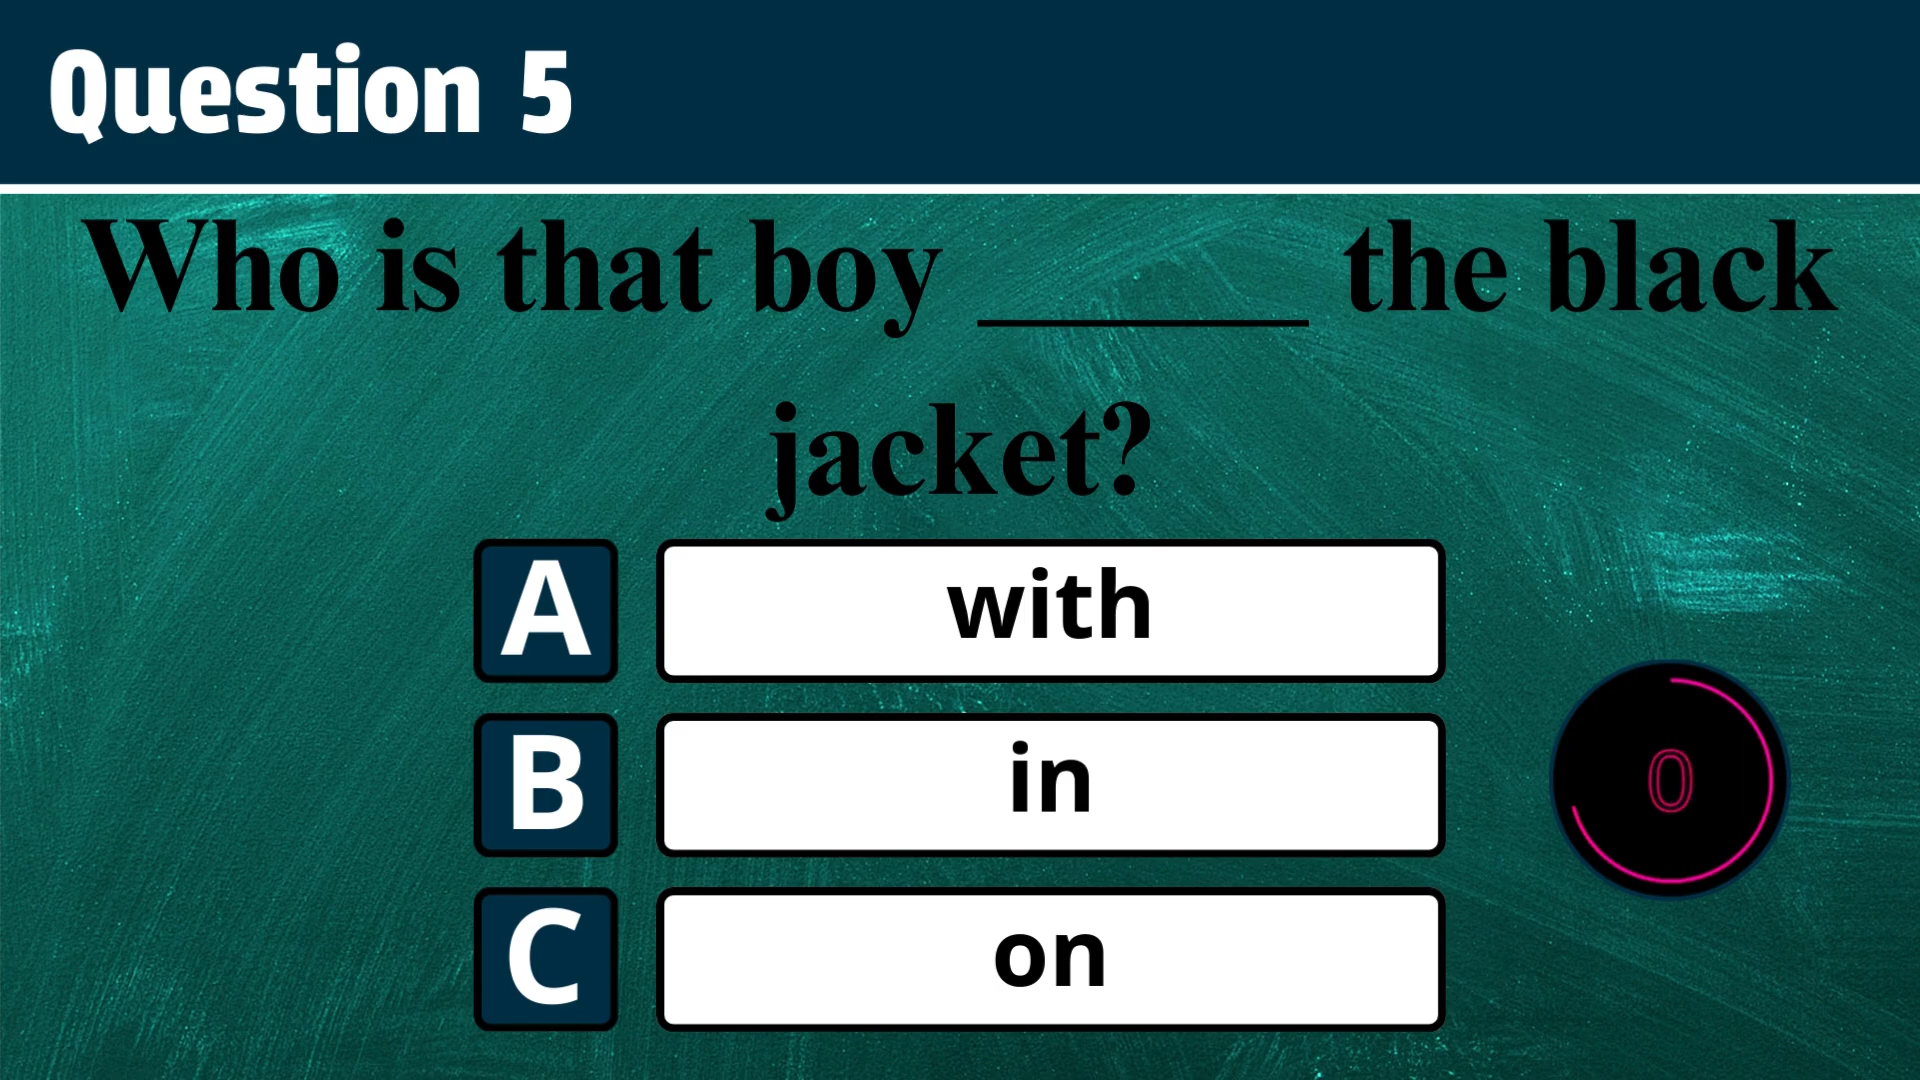 Question 5
Who is that boy ______ the black
jacket?
A with
B in
C on
0